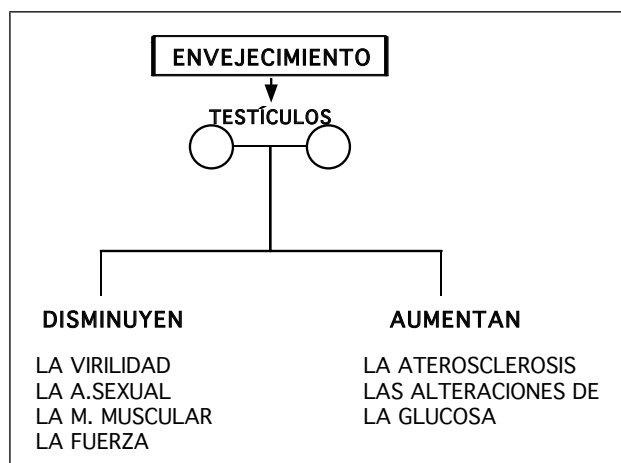 ENVEJECIMIENTO
TESTÍCULOS
DISMINUYEN
LA VIRILIDAD
LA A.SEXUAL
LA M. MUSCULAR
LA FUERZA
AUMENTAN
LA ATEROSCLEROSIS
LAS ALTERACIONES DE
LA GLUCOSA